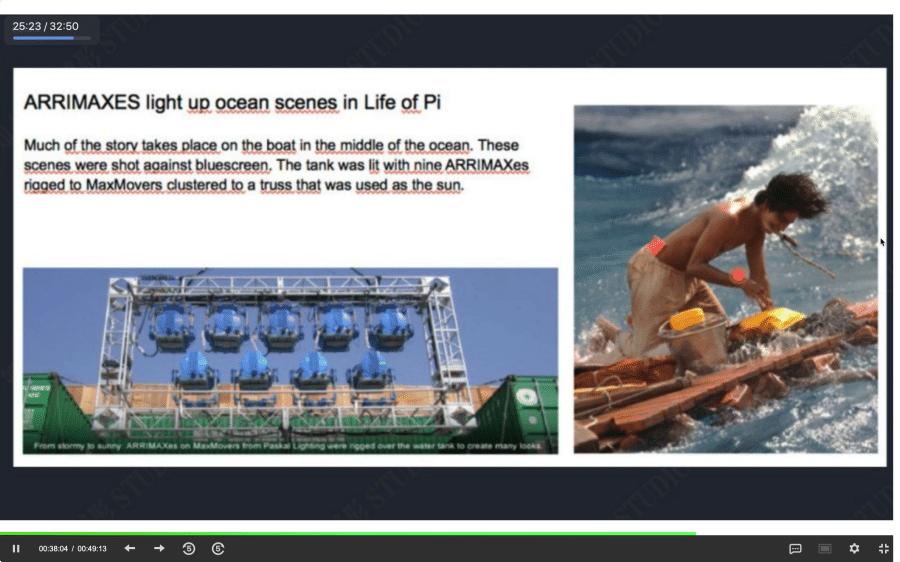 25:23 / 32:50
ARRIMAXES light up ocean scenes in Life of Pi
Much of the story takes place on the boat in the middle of the ocean. These
scenes were shot against bluescreen. The tank was lit with nine ARRIMAXes
rigged to MaxMovers clustered to a truss that was used as the sun.
From stormy to sunny: ARRIMAXes on MaxMovers from Paskal Lighting were rigged over the water tank to create many looks.
00:38:04 / 00:49:13
5
5